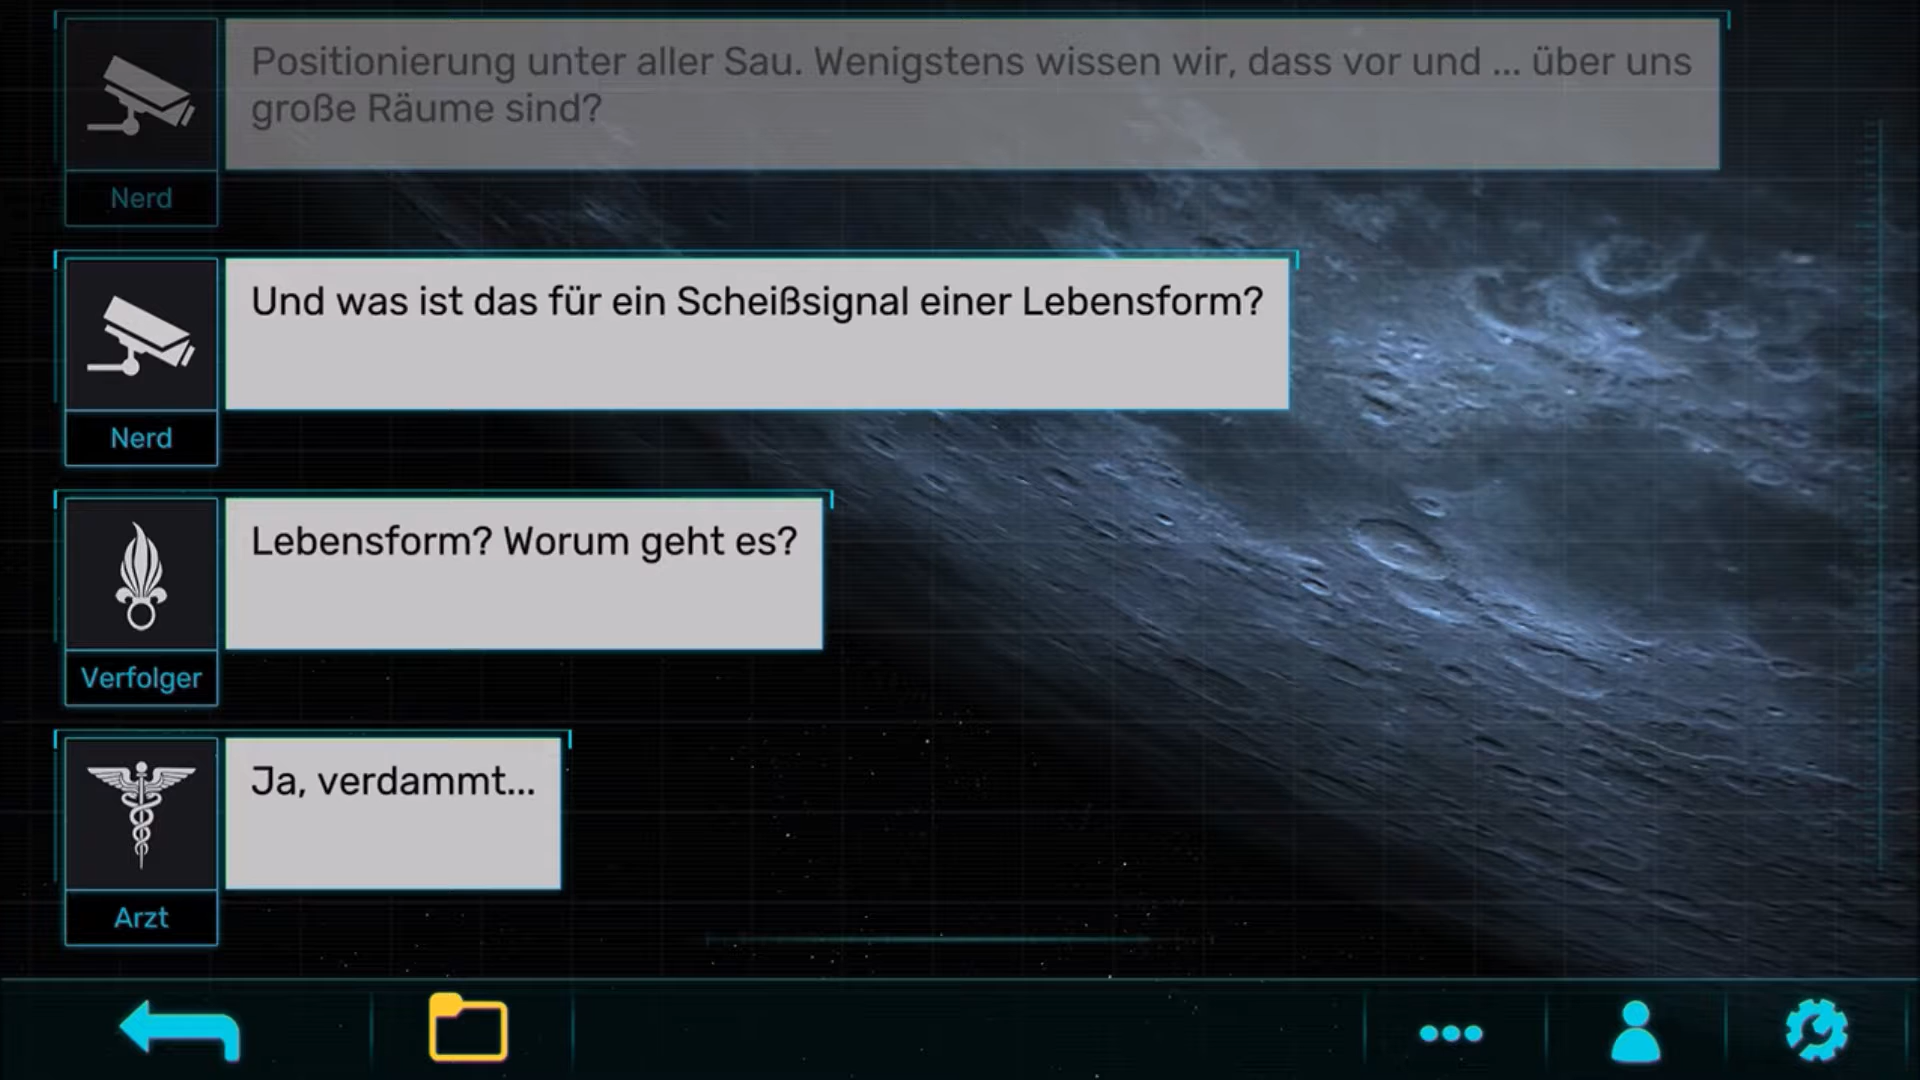 Positionierung unter aller Sau. Wenigstens wissen wir, dass vor und ... über uns
große Räume sind?
Nerd
Und was ist das für ein Scheißsignal einer Lebensform?
Nerd
Lebensform? Worum geht es?
Verfolger
Ja, verdammt...
Arzt